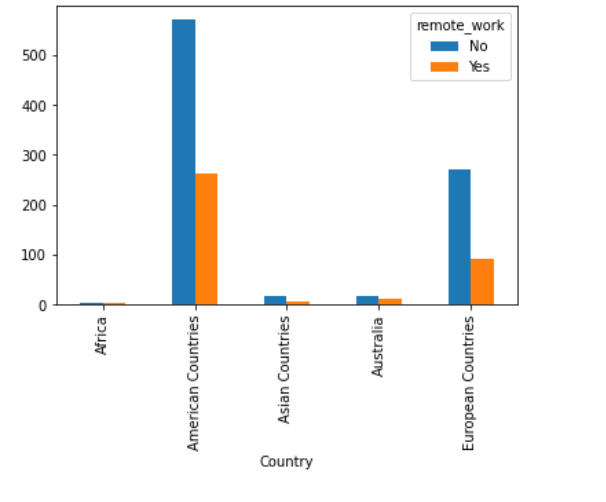 remote_work
No
Yes
500
400
300
200
100
0
Africa
American Countries
Asian Countries
Australia
European Countries
Country